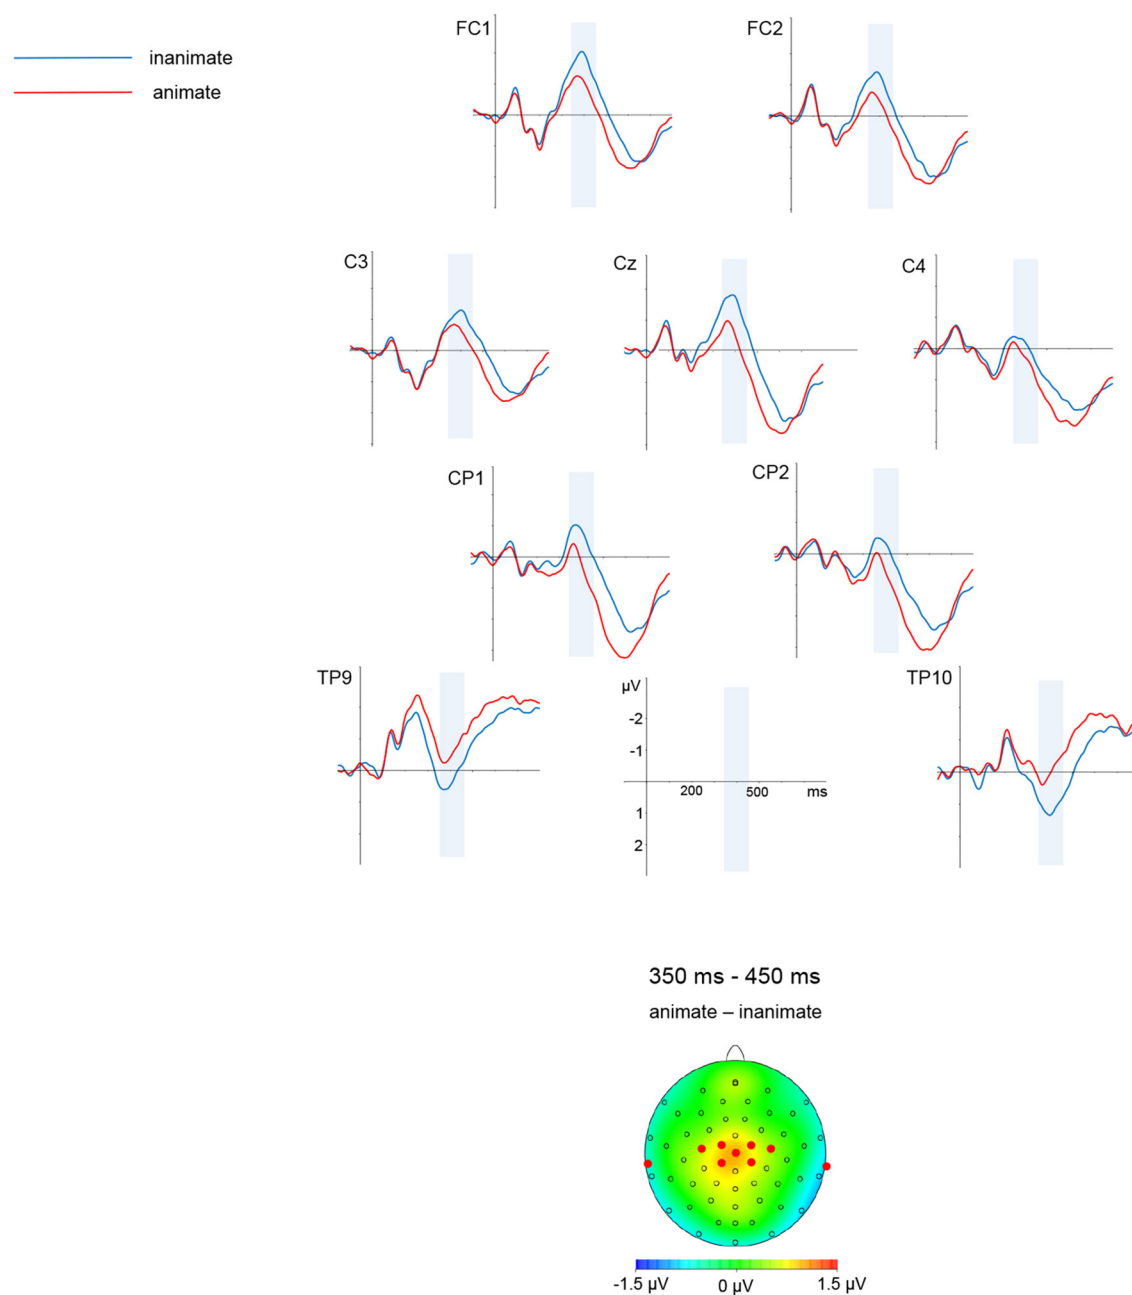 FC1
FC2
inanimate
animate
C3
Cz
C4
CP1
CP2
TP9
µV
-2
-1
200
500
ms
1
2
TP10
350 ms - 450 ms
animate – inanimate
-1.5 µV
0 µV
1.5 µV